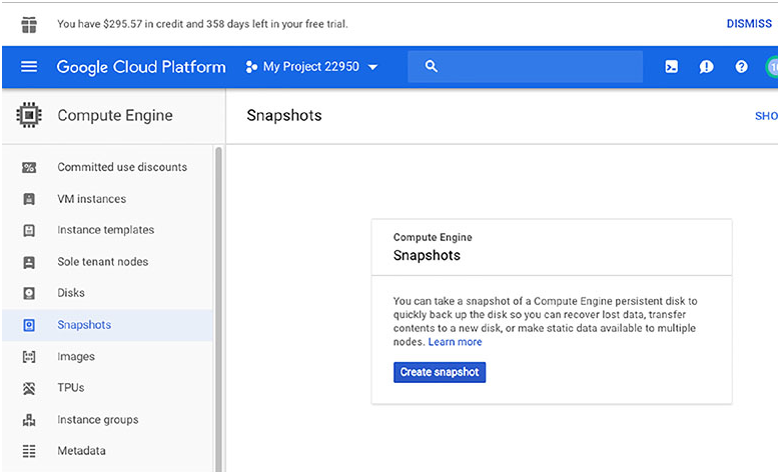 You have $295.57 in credit and 358 days left in your free trial.
DISMISS
Google Cloud Platform
My Project 22950
Compute Engine
Snapshots
SHO
Committed use discounts
VM instances
Instance templates
Sole tenant nodes
Disks
Snapshots
Images
TPUs
Instance groups
Metadata
Compute Engine
Snapshots
You can take a snapshot of a Compute Engine persistent disk to
quickly back up the disk so you can recover lost data, transfer
contents to a new disk, or make static data available to multiple
nodes. Learn more
Create snapshot